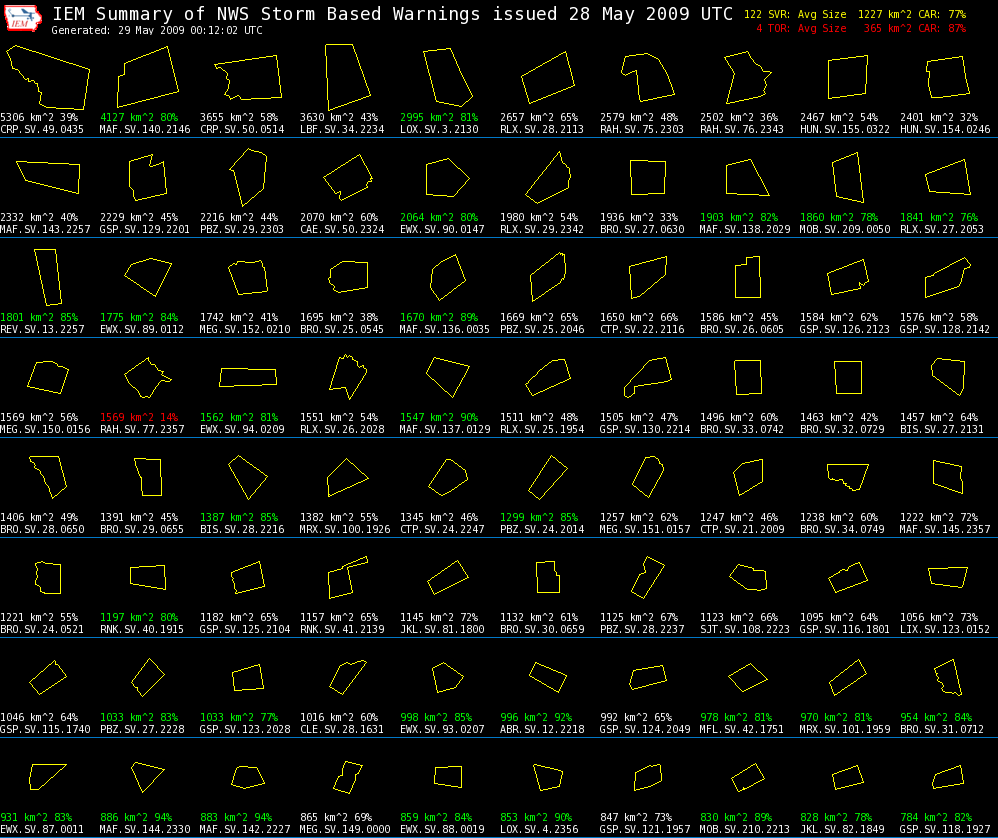 IEM
IEM Summary of NWS Storm Based Warnings issued 28 May 2009 UTC
122 SVR: Avg Size 1227 km^2 CAR: 77%
4 TOR: Avg Size 365 km^2 CAR: 87%
Generated: 29 May 2009 00:12:02 UTC
5306 km^2 39% 4127 km^2 80% 3655 km^2 58% 3630 km^2 43% 2995 km^2 81% 2657 km^2 65% 2579 km^2 48% 2502 km^2 36% 2467 km^2 54% 2401 km^2 32%
CRP.SV.49.0435 MAF.SV.140.2146 CRP.SV.50.0514 LBF.SV.34.2234 LOX.SV.3.2130 RLX.SV.28.2113 RAH.SV.75.2303 RAH.SV.76.2343 HUN.SV.155.0322 HUN.SV.154.0246
2332 km^2 40% 2229 km^2 45% 2216 km^2 44% 2070 km^2 60% 2064 km^2 80% 1980 km^2 54% 1936 km^2 33% 1903 km^2 82% 1860 km^2 78% 1841 km^2 76%
MAF.SV.143.2257 GSP.SV.129.2201 PBZ.SV.29.2303 CAE.SV.50.2324 EWX.SV.90.0147 RLX.SV.29.2342 BRO.SV.27.0630 MAF.SV.138.2029 MOB.SV.209.0050 RLX.SV.27.2053
1801 km^2 85% 1775 km^2 84% 1742 km^2 41% 1695 km^2 38% 1670 km^2 89% 1669 km^2 65% 1650 km^2 66% 1586 km^2 45% 1584 km^2 62% 1576 km^2 58%
REV.SV.13.2257 EWX.SV.89.0112 MEG.SV.152.0210 BRO.SV.25.0545 MAF.SV.136.0035 PBZ.SV.25.2046 CTP.SV.22.2116 BRO.SV.26.0605 GSP.SV.126.2123 GSP.SV.128.2142
1569 km^2 56% 1569 km^2 14% 1562 km^2 81% 1551 km^2 54% 1547 km^2 90% 1511 km^2 48% 1505 km^2 47% 1496 km^2 60% 1463 km^2 42% 1457 km^2 64%
MEG.SV.150.0156 RAH.SV.77.2357 EWX.SV.94.0209 RLX.SV.26.2028 MAF.SV.137.0129 RLX.SV.25.1954 GSP.SV.130.2214 BRO.SV.33.0742 BRO.SV.32.0729 BIS.SV.27.2131
1406 km^2 49% 1391 km^2 45% 1387 km^2 85% 1382 km^2 55% 1345 km^2 46% 1299 km^2 85% 1257 km^2 62% 1247 km^2 46% 1238 km^2 60% 1222 km^2 72%
BRO.SV.28.0650 BRO.SV.29.0655 BIS.SV.28.2216 MRX.SV.100.1926 CTP.SV.24.2247 PBZ.SV.24.2014 MEG.SV.151.0157 CTP.SV.21.2009 BRO.SV.34.0749 MAF.SV.145.2357
1221 km^2 55% 1197 km^2 80% 1182 km^2 65% 1157 km^2 65% 1145 km^2 72% 1132 km^2 61% 1125 km^2 67% 1123 km^2 66% 1095 km^2 64% 1056 km^2 73%
BRO.SV.24.0521 RNK.SV.40.1915 GSP.SV.125.2104 RNK.SV.41.2139 JKL.SV.81.1800 BRO.SV.30.0659 PBZ.SV.28.2237 SJT.SV.108.2223 GSP.SV.116.1801 LIX.SV.123.0152
1046 km^2 64% 1033 km^2 83% 1033 km^2 77% 1016 km^2 60% 998 km^2 85% 996 km^2 92% 992 km^2 65% 978 km^2 81% 970 km^2 81% 954 km^2 84%
GSP.SV.115.1740 PBZ.SV.27.2228 GSP.SV.123.2028 CLE.SV.28.1631 EWX.SV.93.0207 ABR.SV.12.2218 GSP.SV.124.2049 MFL.SV.42.1751 MRX.SV.101.1959 BRO.SV.31.0712
931 km^2 83% 886 km^2 94% 883 km^2 94% 865 km^2 69% 859 km^2 84% 853 km^2 90% 847 km^2 73% 830 km^2 89% 828 km^2 78% 784 km^2 82%
EWX.SV.87.0011 MAF.SV.144.2330 MAF.SV.142.2227 MEG.SV.149.0000 EWX.SV.88.0019 LOX.SV.4.2356 GSP.SV.121.1957 MOB.SV.210.2213 JKL.SV.82.1849 GSP.SV.118.1927